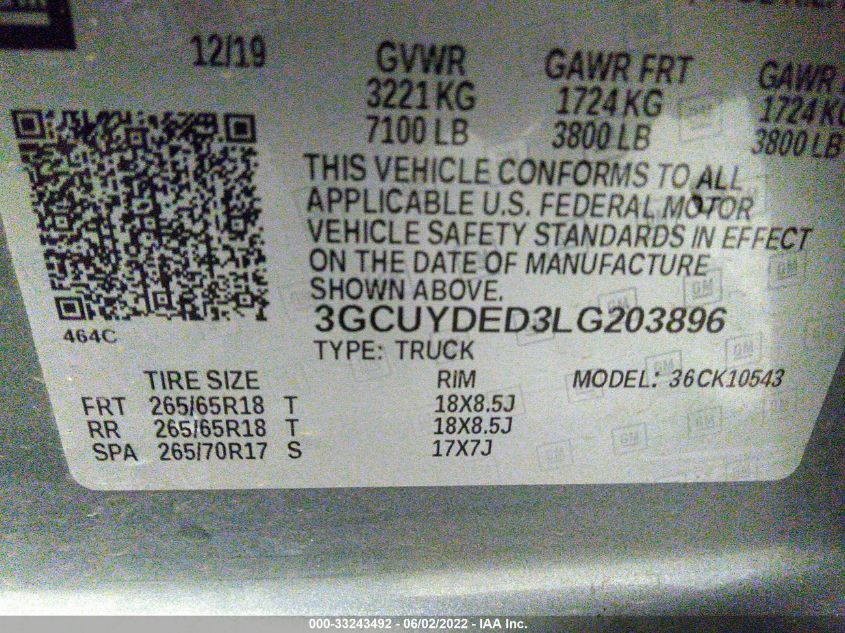 12/19
GVWR GAWR FRT GAWR
3221 KG 1724 KG 1724 KG
7100 LB 3800 LB 3800 LB
THIS VEHICLE CONFORMS TO ALL
APPLICABLE U.S. FEDERAL MOTOR
VEHICLE SAFETY STANDARDS IN EFFECT
ON THE DATE OF MANUFACTURE
SHOWN ABOVE.
464C
3GCUYDED3LG203896
TYPE: TRUCK
TIRE SIZE RIM MODEL: 36CK10543
FRT 265/65R18 T 18X8.5J
RR 265/65R18 T 18X8.5J
SPA 265/70R17 S 17X7J
000-33243492 - 06/02/2022 - IAA Inc.